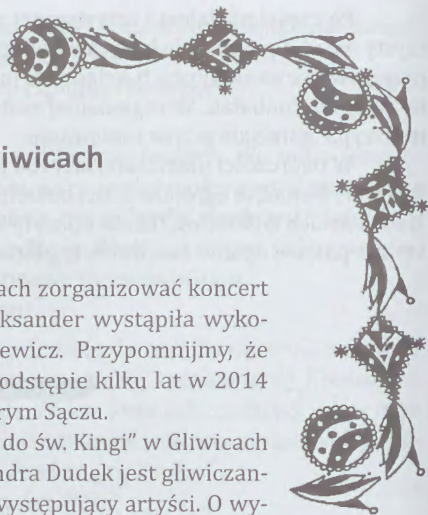 liwicach
ach zorganizować koncert
ksander wystąpiła wyko-
ewicz. Przypomnijmy, że
odstępie kilku lat w 2014
rym Sączu.
do św. Kingi" w Gliwicach
ndra Dudek jest gliwiczan-
występujący artyści. O wy-